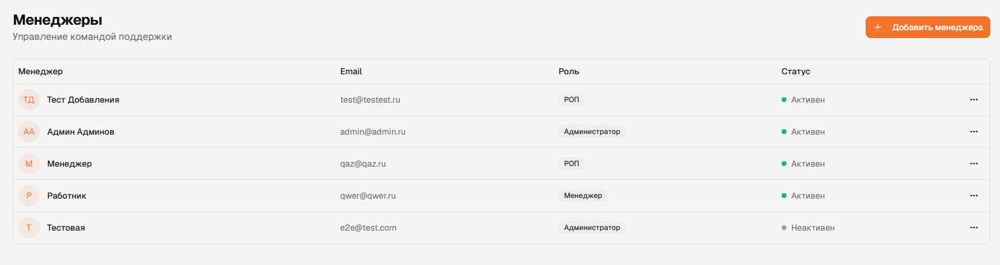 Менеджеры
Управление командой поддержки
+ Добавить менеджера
Менеджер Email Роль Статус
ТД Тест Добавления test@testest.ru РОП Активен ...
АА Админ Админов admin@admin.ru Администратор Активен ...
М Менеджер qaz@qaz.ru РОП Активен ...
Р Работник qwer@qwer.ru Менеджер Активен ...
Т Тестовая e2e@test.com Администратор Неактивен ...